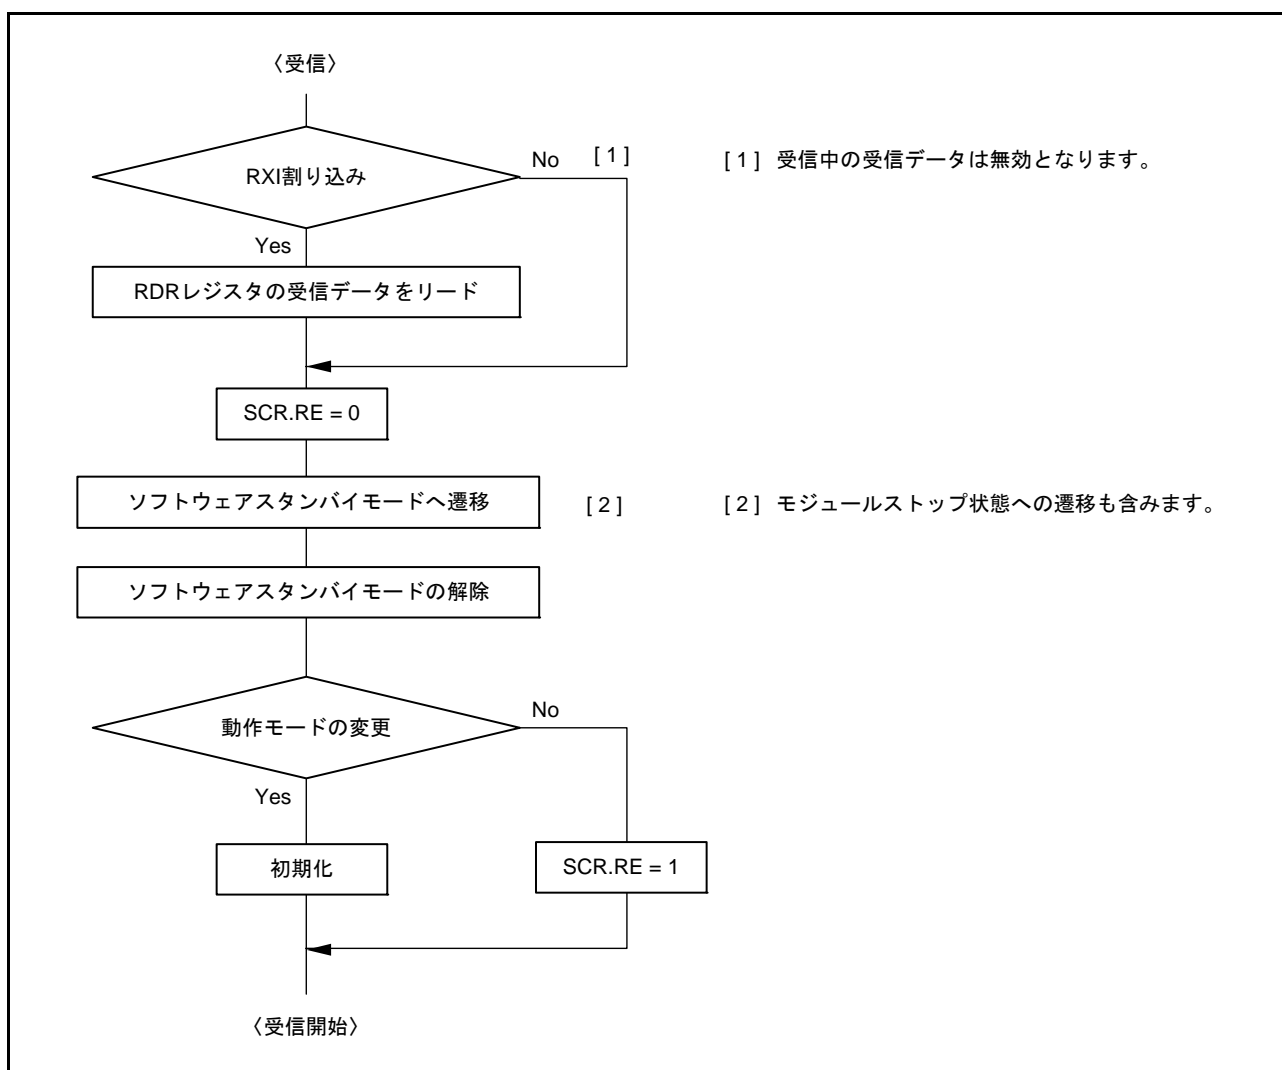 〈受信〉
RXI割り込み
No
[ 1 ]
[ 1 ] 受信中の受信データは無効となります。
Yes
RDRレジスタの受信データをリード
SCR.RE = 0
ソフトウェアスタンバイモードへ遷移
[ 2 ]
[ 2 ] モジュールストップ状態への遷移も含みます。
ソフトウェアスタンバイモードの解除
動作モードの変更
No
Yes
初期化
SCR.RE = 1
〈受信開始〉